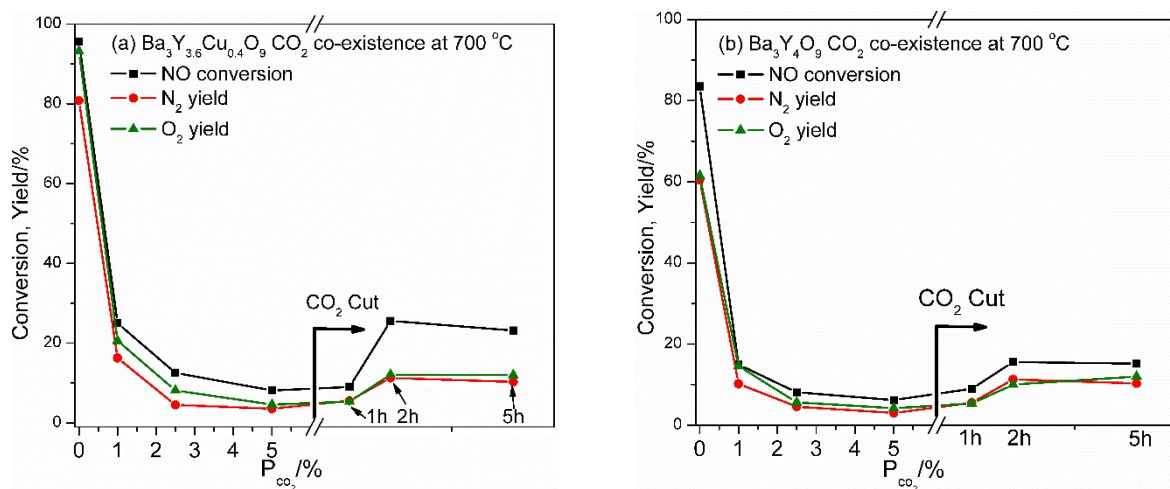 100
80
60
40
20
0
Conversion, Yield/%
(a) Ba₃Y₃.₆Cu₀.₄O₉ CO₂ co-existence at 700 °C
NO conversion
N₂ yield
O₂ yield
CO₂ Cut
1h 2h 5h
0 1 2 3 4 5
P_co₂/%
100
80
60
40
20
0
Conversion, Yield/%
(b) Ba₃Y₄O₉ CO₂ co-existence at 700 °C
NO conversion
N₂ yield
O₂ yield
CO₂ Cut
0 1 2 3 4 5 1h 2h 5h
P_co₂/%